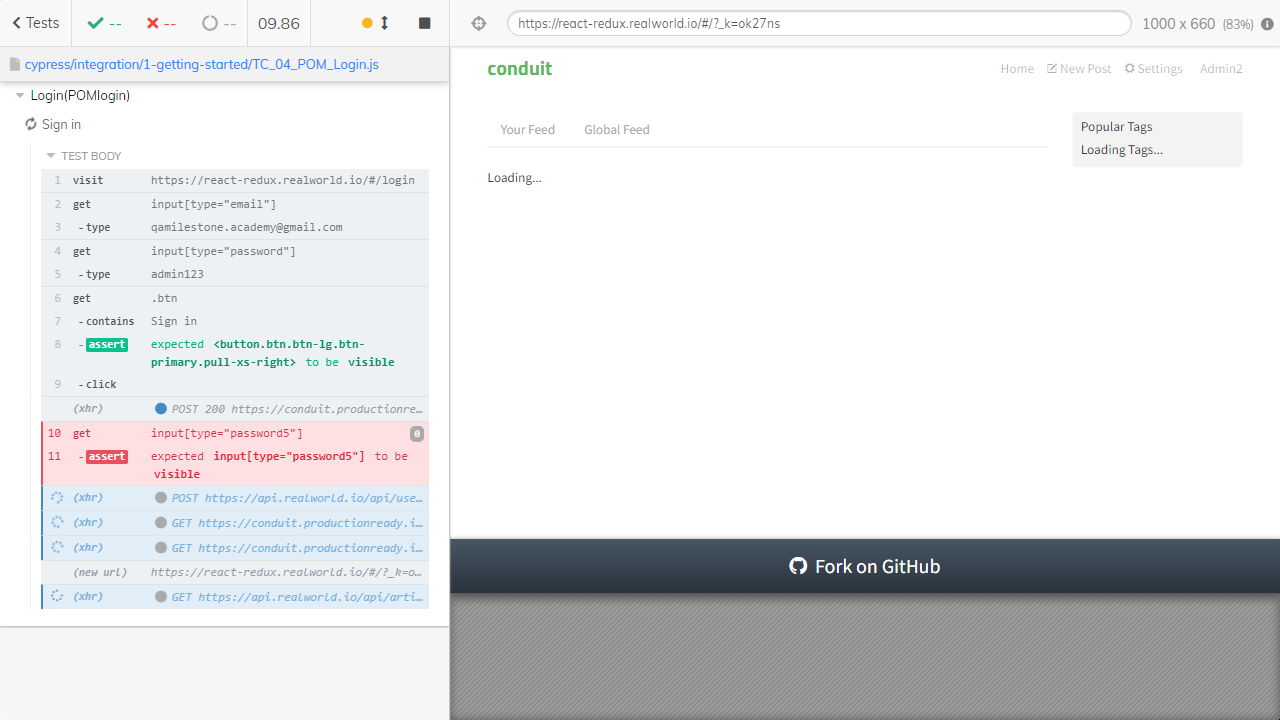 Tests
--
--
--
09.86
https://react-redux.realworld.io/#/?_k=ok27ns
1000 x 660 (83%)
cypress/integration/1-getting-started/TC_04_POM_Login.js
Login(POMlogin)
Sign in
TEST BODY
1 visit https://react-redux.realworld.io/#/login
2 get input[type="email"]
3 -type qamilestone.academy@gmail.com
4 get input[type="password"]
5 -type admin123
6 get .btn
7 -contains Sign in
8 -assert expected <button.btn.btn-lg.btn-
primary.pull-xs-right> to be visible
9 -click
(xhr) POST 200 https://conduit.productionre…
10 get input[type="password5"] 0
11 -assert expected input[type="password5"] to be
visible
(xhr) POST https://api.realworld.io/api/use…
(xhr) GET https://conduit.productionready.i…
(xhr) GET https://conduit.productionready.i…
(new url) https://react-redux.realworld.io/#/?_k=o…
(xhr) GET https://api.realworld.io/api/arti…
conduit
Home New Post Settings Admin2
Your Feed Global Feed
Loading...
Popular Tags
Loading Tags...
Fork on GitHub